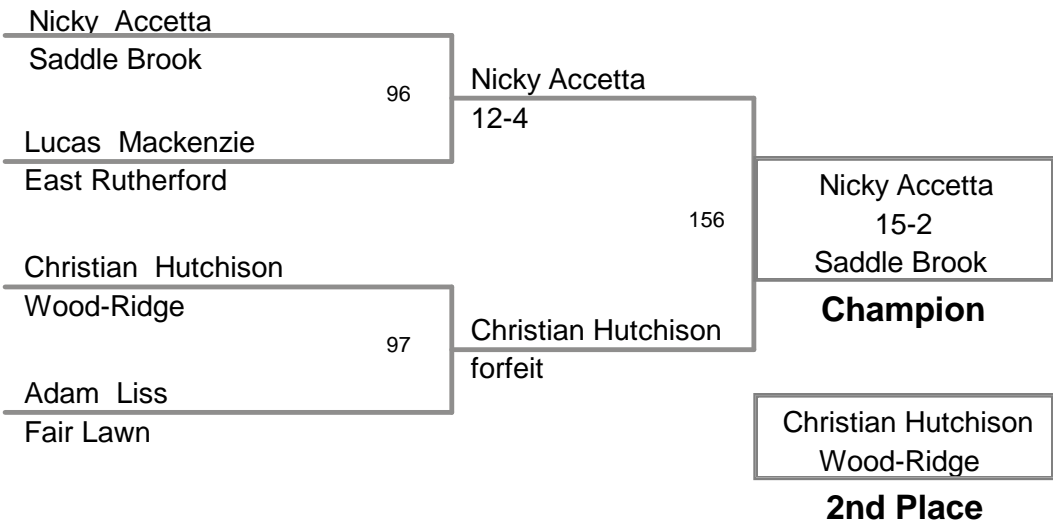 Nicky Accetta
Saddle Brook
96
Lucas Mackenzie
East Rutherford
Nicky Accetta
12-4
Christian Hutchison
Wood-Ridge
97
Adam Liss
Fair Lawn
Christian Hutchison
forfeit
156
Nicky Accetta
15-2
Saddle Brook
Champion
Christian Hutchison
Wood-Ridge
2nd Place